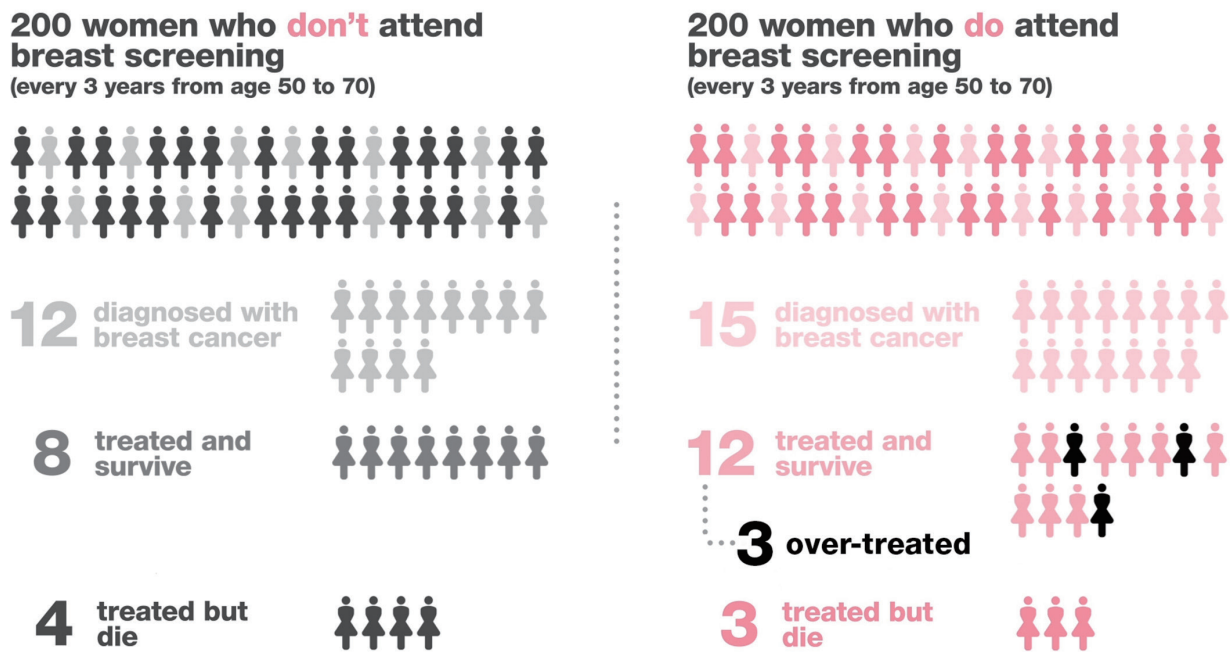 200 women who don't attend
breast screening
(every 3 years from age 50 to 70)
12 diagnosed with
breast cancer
8 treated and
survive
4 treated but
die
200 women who do attend
breast screening
(every 3 years from age 50 to 70)
15 diagnosed with
breast cancer
12 treated and
survive
3 over-treated
3 treated but
die